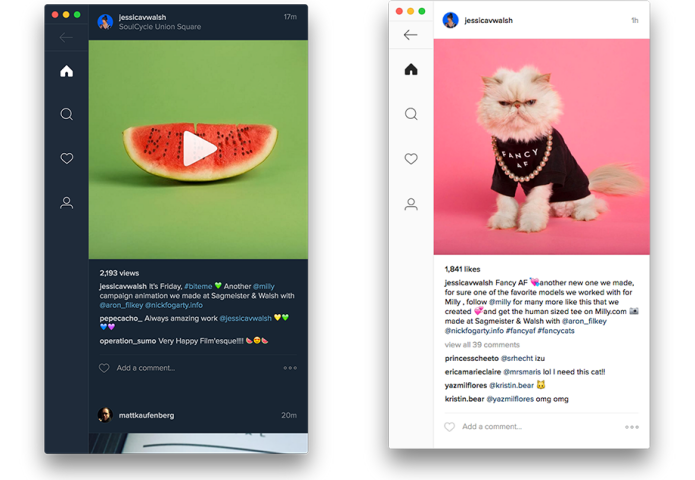 jessicavwalsh
17m
SoulCycle Union Square
2,193 views
jessicavwalsh It's Friday, #biteme 💚 Another @milly
campaign animation we made at Sagmeister & Walsh with
@aron_filkey @nickfogarty.info
pepecacho_ Always amazing work @jessicavwalsh 💛💚
💙💜
operation_sumo Very Happy Film'esque!!!! 🍉😍🍉
Add a comment...
mattkaufenberg
20m
jessicavwalsh
1h
FANCY
AF
1,841 likes
jessicavwalsh Fancy AF 💘another new one we made,
for sure one of the favorite models we worked with for
Milly , follow @milly for many more like this that we
created 💞and get the human sized tee on Milly.com 📷
made at Sagmeister & Walsh with @aron_filkey
@nickfogarty.info #fancyaf #fancycats
view all 39 comments
princesscheeto @srhecht izu
ericamarieclaire @mrsmaris lol I need this cat!!
yazmilflores @kristin.bear 😾
kristin.bear @yazmilflores omg omg
Add a comment...